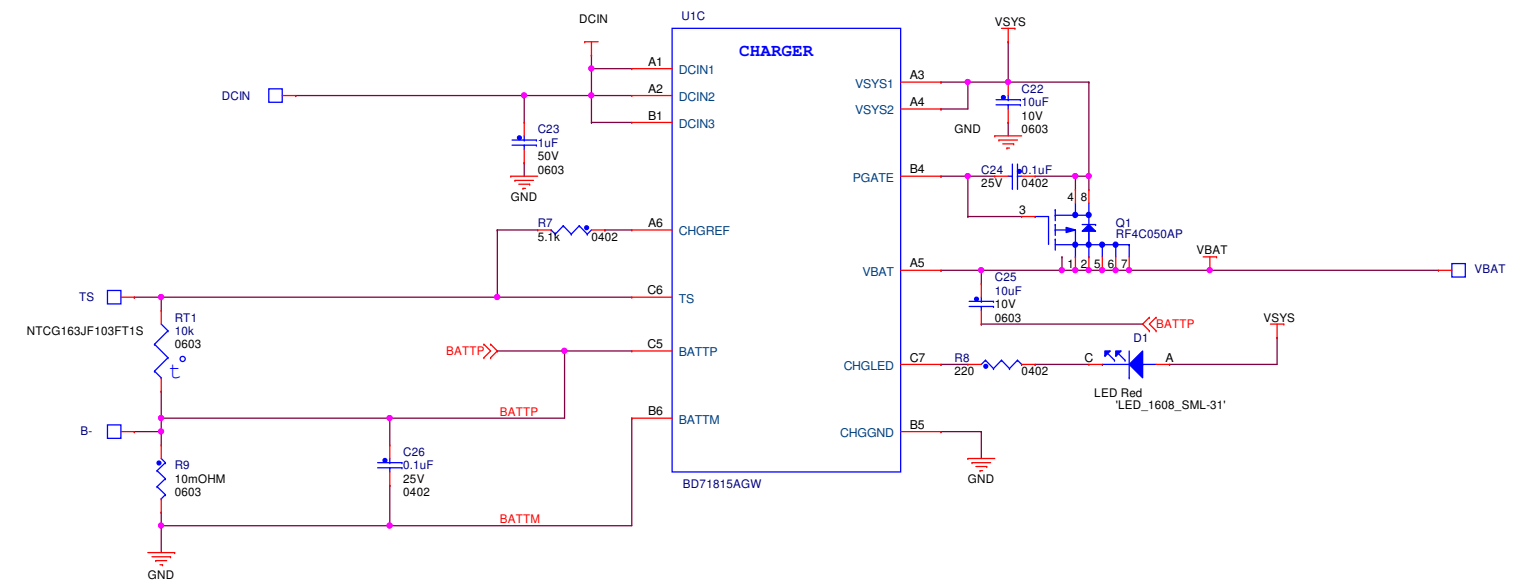 DCIN
U1C
VSYS
CHARGER
A1
DCIN1
A2
DCIN2
B1
DCIN3
DCIN
C23
1uF
50V
0603
GND
VSYS1
A3
VSYS2
A4
C22
10uF
10V
0603
GND
PGATE
B4
C24
0.1uF
25V
0402
4
8
3
Q1
RF4C050AP
1
2
5
6
7
VBAT
VBAT
A5
VBAT
R7
5.1k
0402
A6
CHGREF
TS
C6
TS
C25
10uF
10V
0603
BATTP
NTCG163JF103FT1S
RT1
10k
0603
t°
BATTP
C5
BATTP
VSYS
D1
CHGLED
C7
R8
220
0402
C
A
LED Red
'LED_1608_SML-31'
BATTP
B6
BATTM
B-
CHGGND
B5
GND
R9
10mOHM
0603
C26
0.1uF
25V
0402
BD71815AGW
BATTM
GND